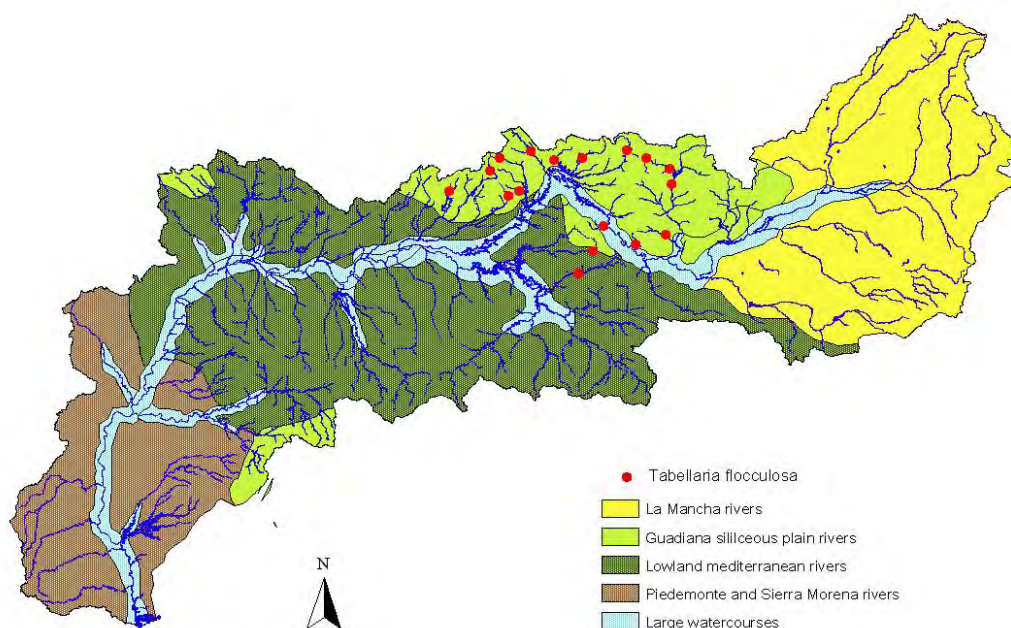 N
Tabellaria flocculosa
La Mancha rivers
Guadiana sililceous plain rivers
Lowland mediterranean rivers
Piedemonte and Sierra Morena rivers
Large watercourses